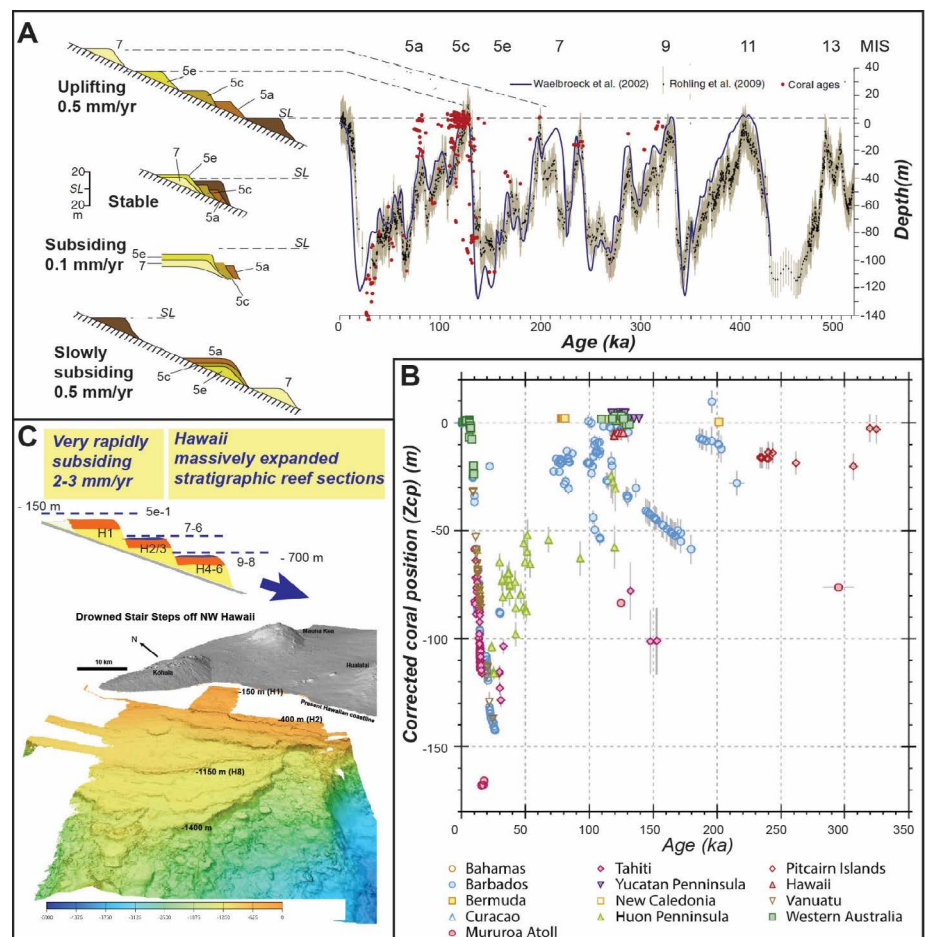 A
5a 5c 5e 7 9 11 13 MIS
7
5e
5c
5a
SL
Uplifting
0.5 mm/yr
Waelbroeck et al. (2002)
Rohling et al. (2009)
Coral ages
40
20
0
-20
-40
-60
-80
-100
-120
-140
Depth(m)
0 100 200 300 400 500
Age (ka)
20
SL
20
m
7
5e
SL
5c
5a
Stable
Subsiding
0.1 mm/yr
SL
5e
7
5a
5c
SL
Slowly
subsiding
0.5 mm/yr
5a
5c
5e
7
B
0
-50
-100
-150
Corrected coral position (Zcp) (m)
0 50 100 150 200 250 300 350
Age (ka)
Bahamas
Barbados
Bermuda
Curacao
Mururoa Atoll
Tahiti
Yucatan Penninsula
New Caledonia
Huon Penninsula
Pitcairn Islands
Hawaii
Vanuatu
Western Australia
C
Very rapidly
subsiding
2-3 mm/yr
Hawaii
massively expanded
stratigraphic reef sections
- 150 m
5e-1
7-6
9-8
- 700 m
H1
H2/3
H4-6
Drowned Stair Steps off NW Hawaii
N
10 km
Mauna Kea
Kohala
Hualalai
-150 m (H1)
Present Hawaiian coastline
-400 m (H2)
-1150 m (H8)
-1400 m